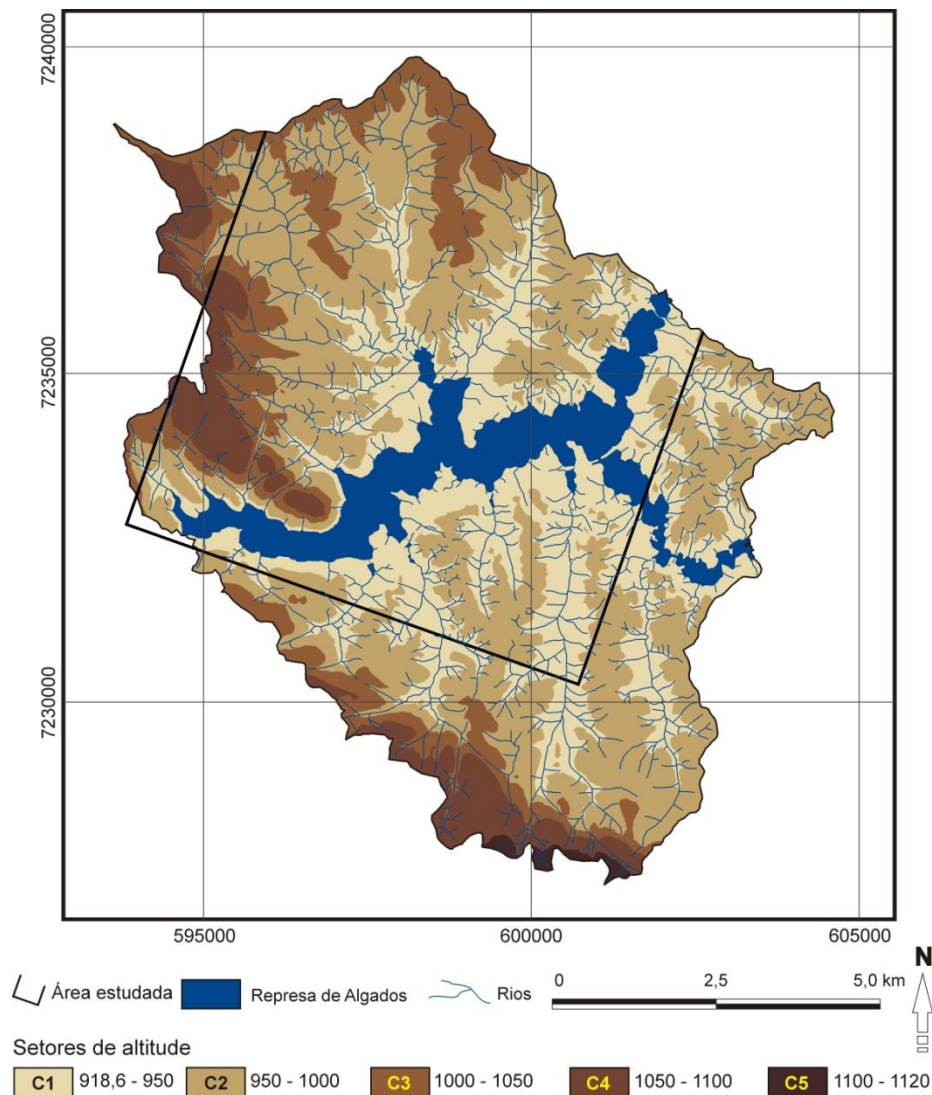 7240000
7235000
7230000
595000 600000 605000
Área estudada Represa de Algados Rios 0 2,5 5,0 km
N
Setores de altitude
C1 918,6 - 950 C2 950 - 1000 C3 1000 - 1050 C4 1050 - 1100 C5 1100 - 1120